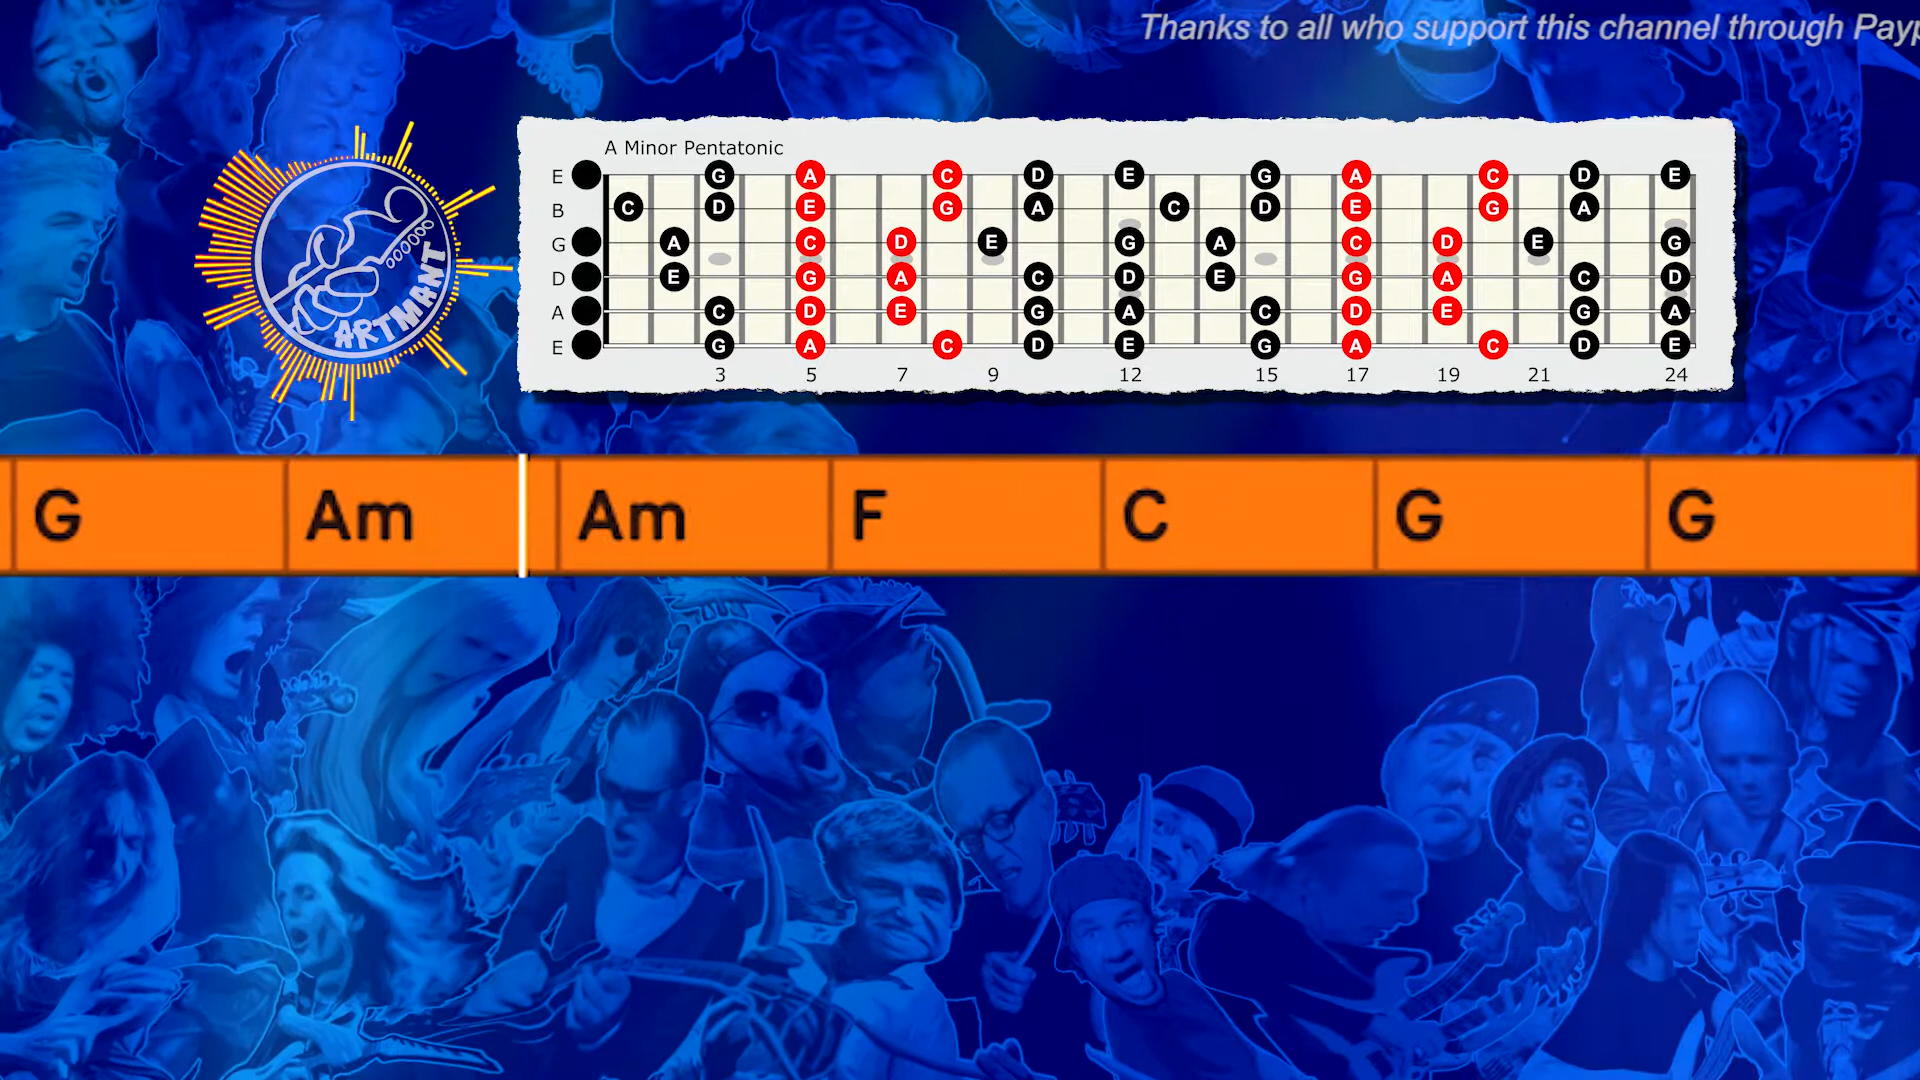 Thanks to all who support this channel through Payp
A Minor Pentatonic
E G A C D E G A C D E
B C D E G A C D E G A
G A C D E G A C D E G
D E G A C D E G A C D
A C D E G A C D E G A
E G A C D E G A C D E
3 5 7 9 12 15 17 19 21 24
ARTMANT
G Am Am F C G G